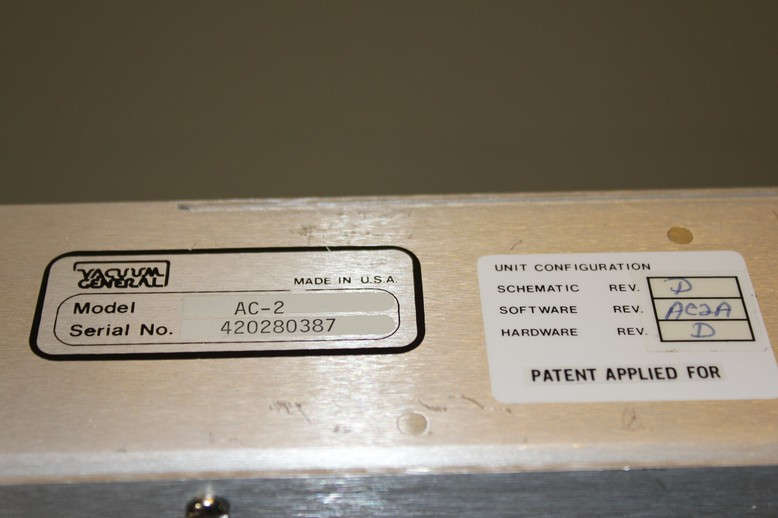 VACUUM
GENERAL
MADE IN U.S.A.
Model AC-2
Serial No. 420280387
UNIT CONFIGURATION
SCHEMATIC REV. D
SOFTWARE REV. AC2A
HARDWARE REV. D
PATENT APPLIED FOR